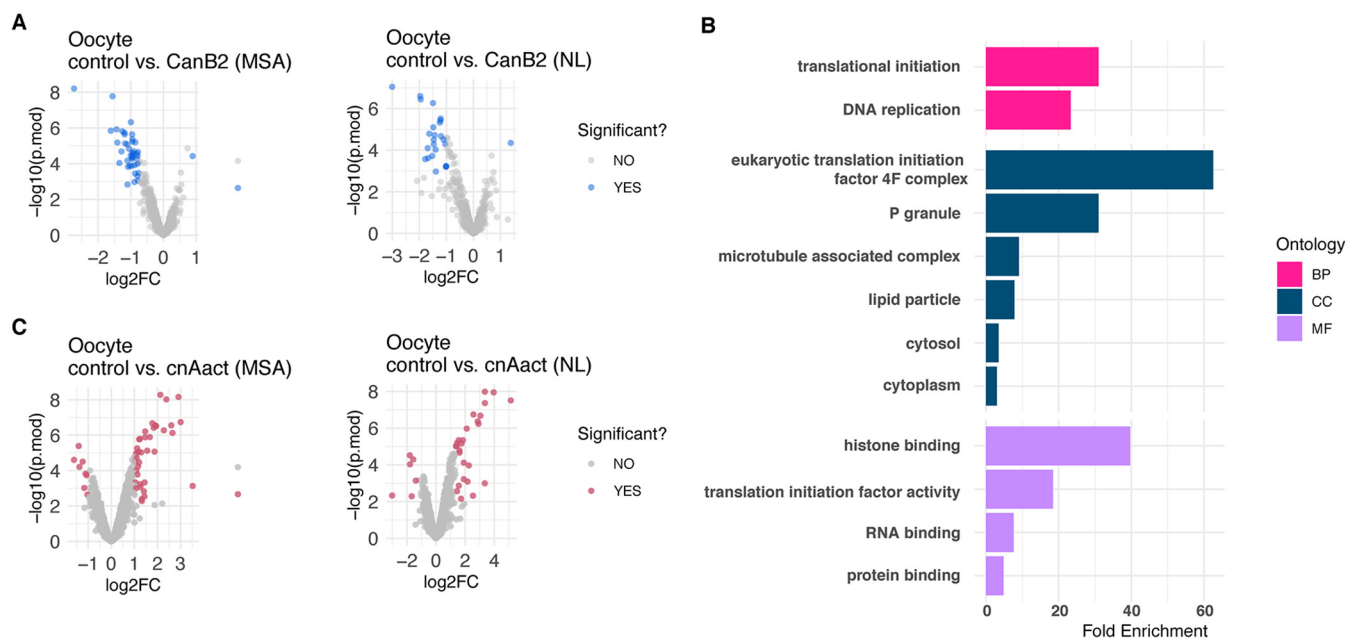 A
Oocyte
control vs. CanB2 (MSA)
8
6
4
2
0
−log10(p.mod)
−2 −1 0 1
log2FC
Oocyte
control vs. CanB2 (NL)
6
4
2
0
−log10(p.mod)
−3 −2 −1 0 1
log2FC
Significant?
NO
YES
B
translational initiation
DNA replication
eukaryotic translation initiation
factor 4F complex
P granule
microtubule associated complex
lipid particle
cytosol
cytoplasm
histone binding
translation initiation factor activity
RNA binding
protein binding
0 20 40 60
Fold Enrichment
Ontology
BP
CC
MF
C
Oocyte
control vs. cnAact (MSA)
8
6
4
2
0
−log10(p.mod)
−1 0 1 2 3
log2FC
Oocyte
control vs. cnAact (NL)
8
6
4
2
0
−log10(p.mod)
−2 0 2 4
log2FC
Significant?
NO
YES